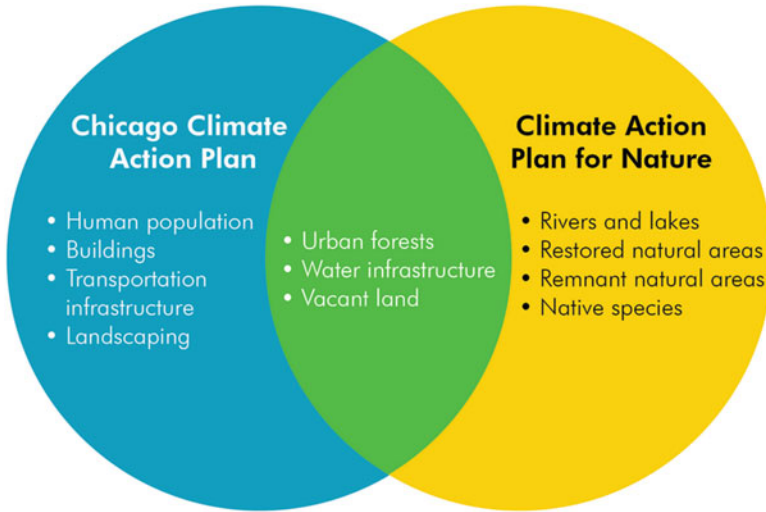 Chicago Climate
Action Plan
• Human population
• Buildings
• Transportation
infrastructure
• Landscaping
• Urban forests
• Water infrastructure
• Vacant land
Climate Action
Plan for Nature
• Rivers and lakes
• Restored natural areas
• Remnant natural areas
• Native species